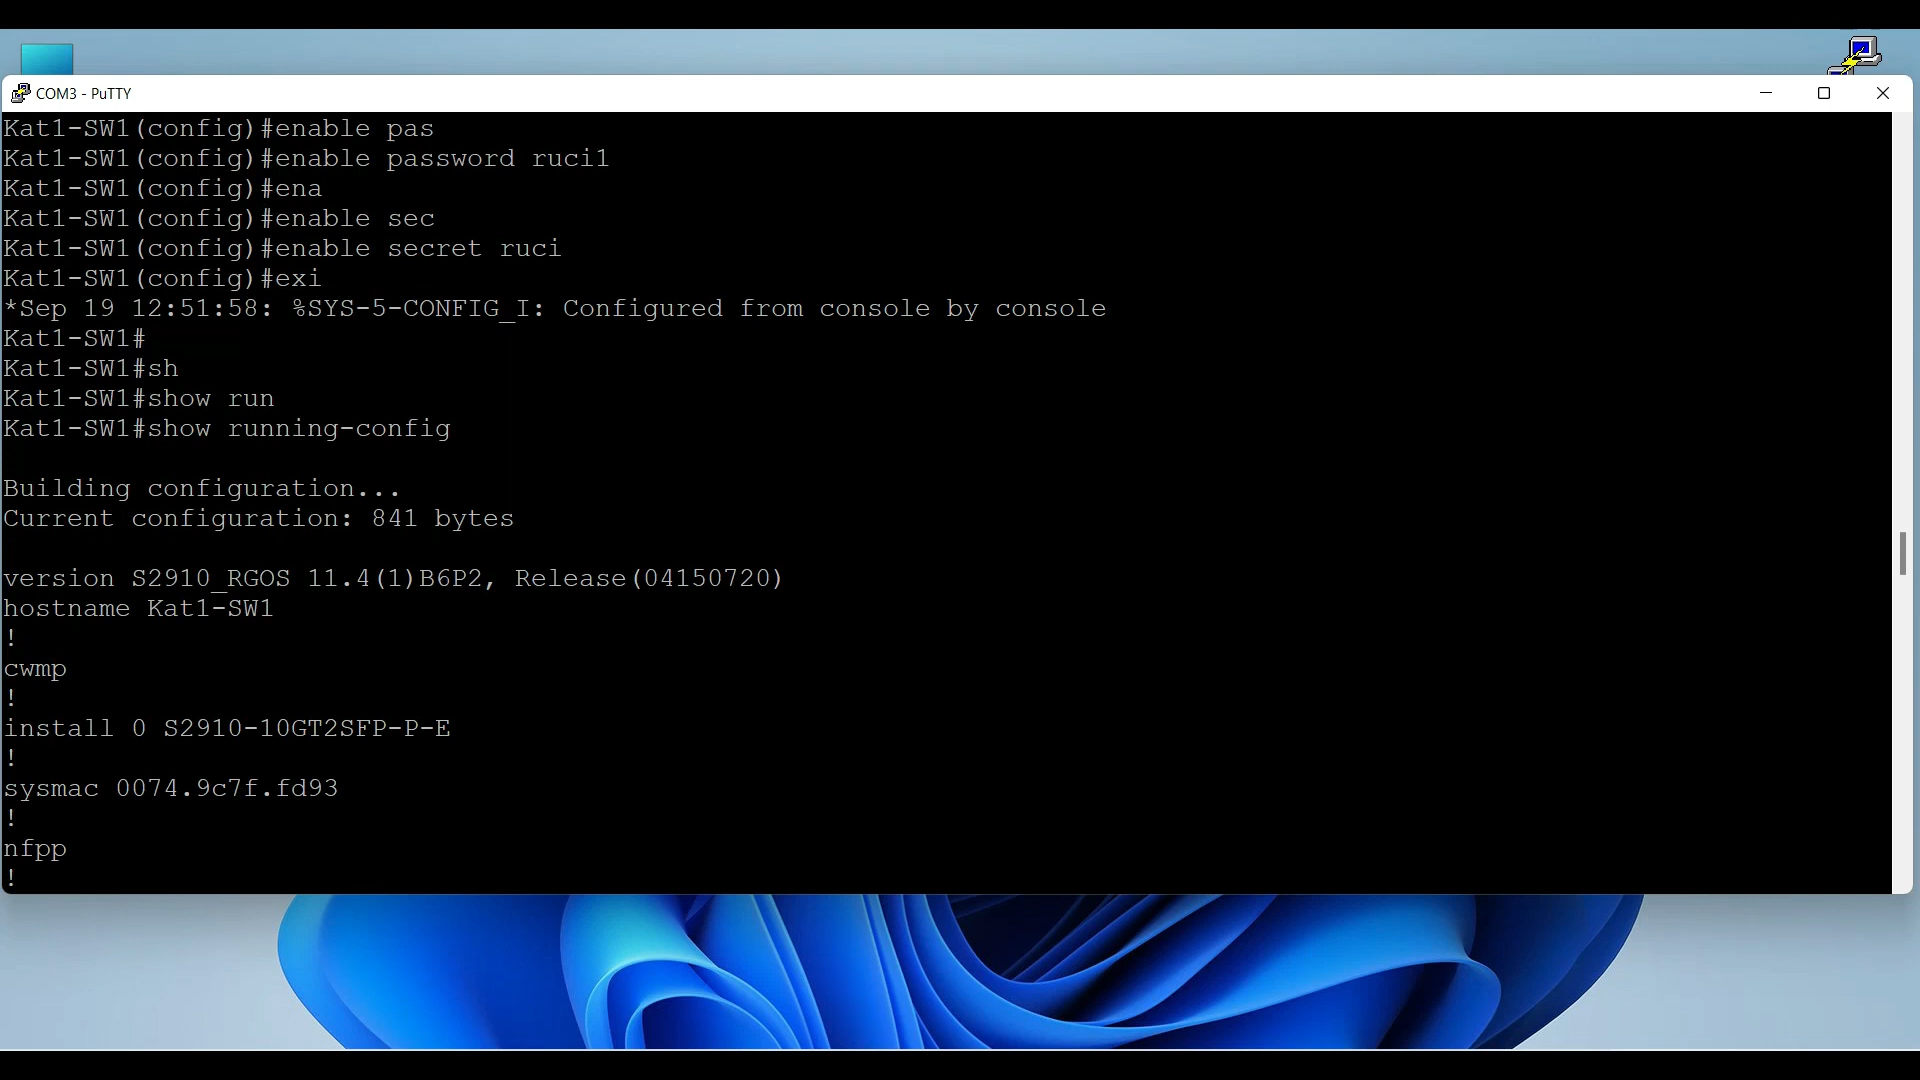 COM3 - PuTTY
Kat1-SW1(config)#enable pas
Kat1-SW1(config)#enable password ruci1
Kat1-SW1(config)#ena
Kat1-SW1(config)#enable sec
Kat1-SW1(config)#enable secret ruci
Kat1-SW1(config)#exi
*Sep 19 12:51:58: %SYS-5-CONFIG_I: Configured from console by console
Kat1-SW1#
Kat1-SW1#sh
Kat1-SW1#show run
Kat1-SW1#show running-config
Building configuration...
Current configuration: 841 bytes
version S2910_RGOS 11.4(1)B6P2, Release(04150720)
hostname Kat1-SW1
!
cwmp
!
install 0 S2910-10GT2SFP-P-E
!
sysmac 0074.9c7f.fd93
!
nfpp
!